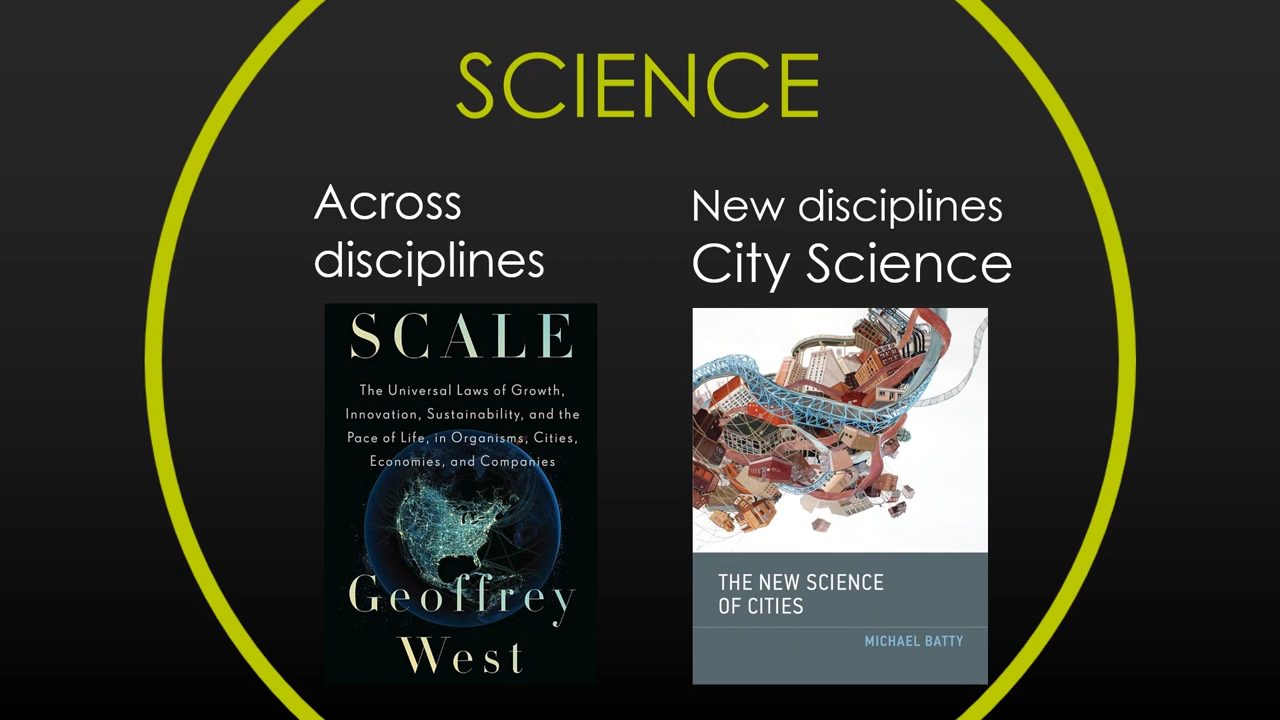 SCIENCE
Across
disciplines
SCALE
The Universal Laws of Growth,
Innovation, Sustainability, and the
Pace of Life, in Organisms, Cities,
Economies, and Companies
Geoffrey
West
New disciplines
City Science
THE NEW SCIENCE
OF CITIES
MICHAEL BATTY